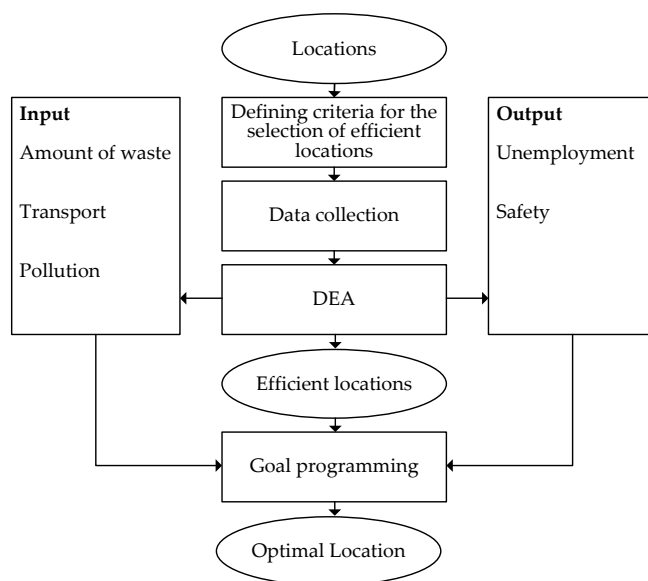 Locations
Input
Amount of waste
Transport
Pollution
Defining criteria for the
selection of efficient
locations
Data collection
DEA
Output
Unemployment
Safety
Efficient locations
Goal programming
Optimal Location